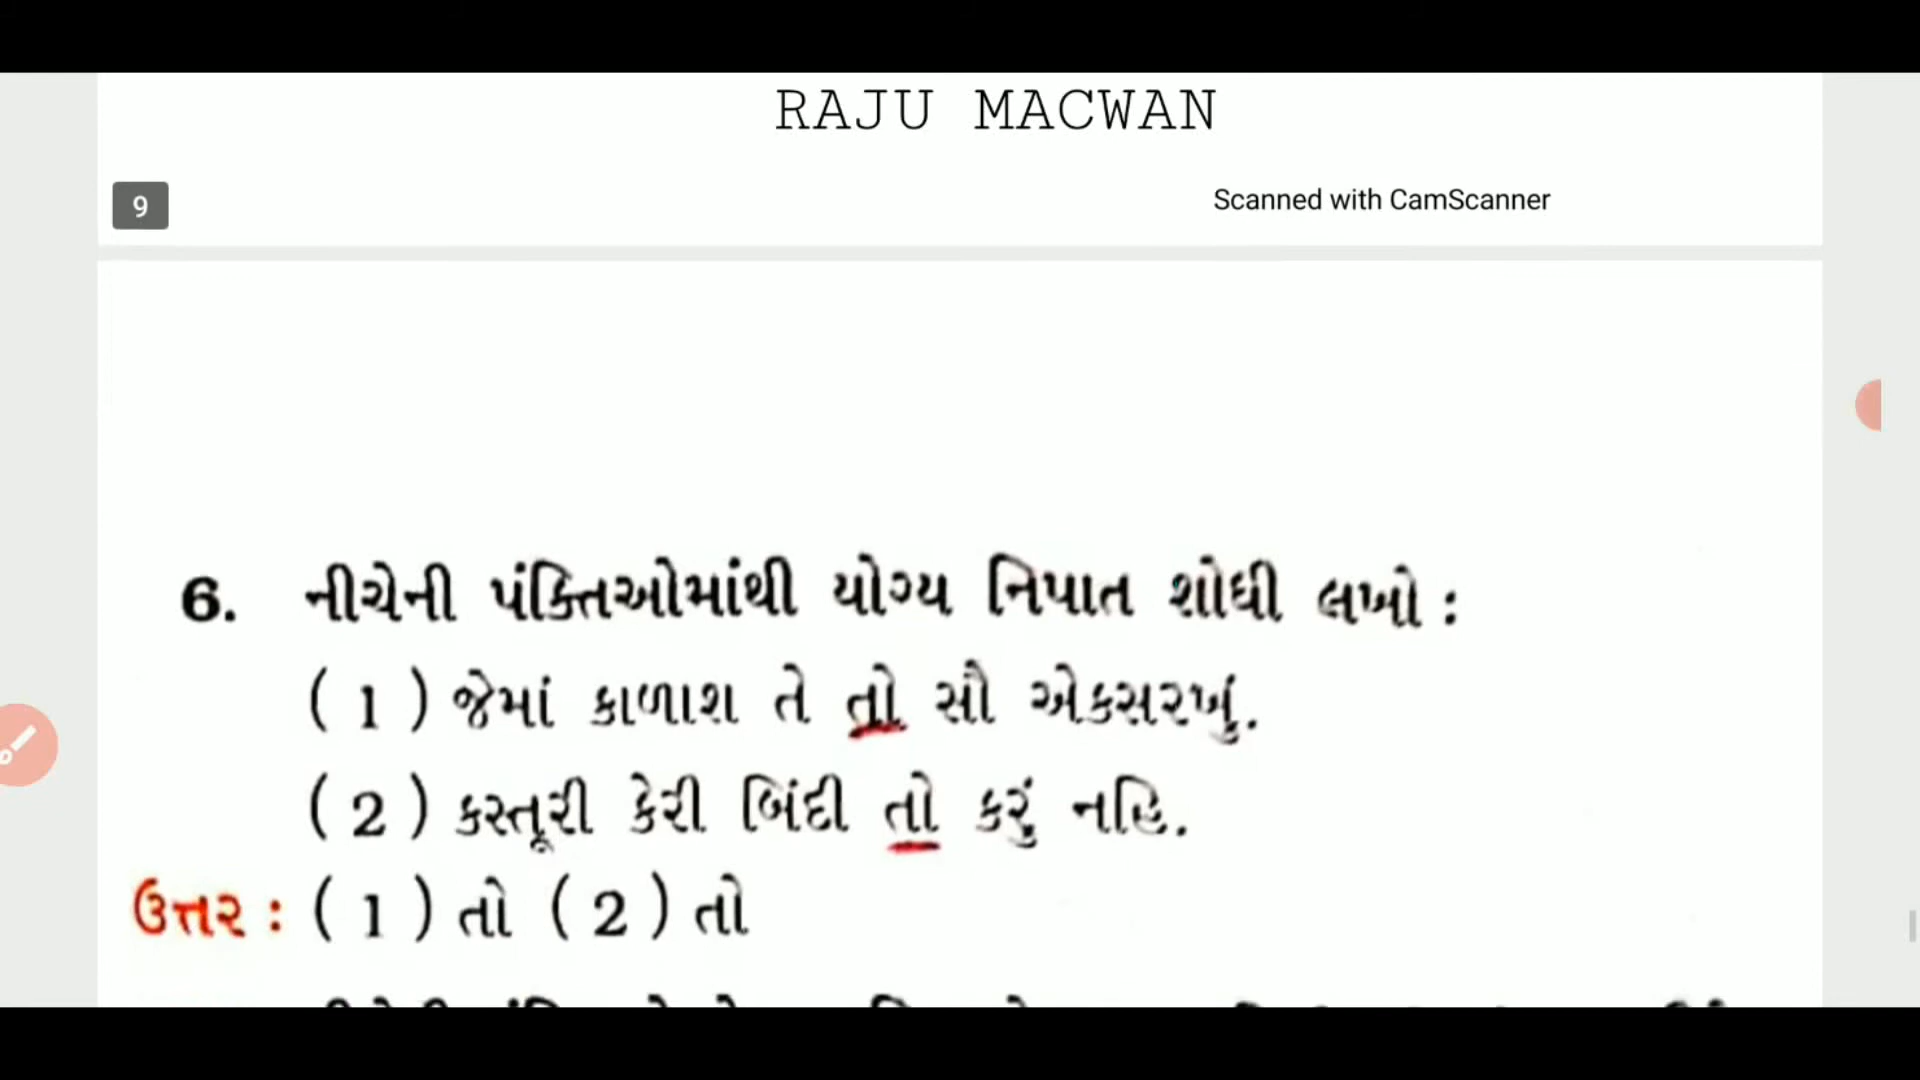 RAJU MACWAN
9
Scanned with CamScanner
6. નીચેની પંક્તિઓમાંથી યોગ્ય નિપાત શોધી લખો :
( 1 ) જેમાં કાળાશ તે તો સૌ એકસરખું.
( 2 ) કસ્તૂરી કેરી બિંદી તો કરું નહિ.
ઉત્તર : ( 1 ) તો ( 2 ) તો